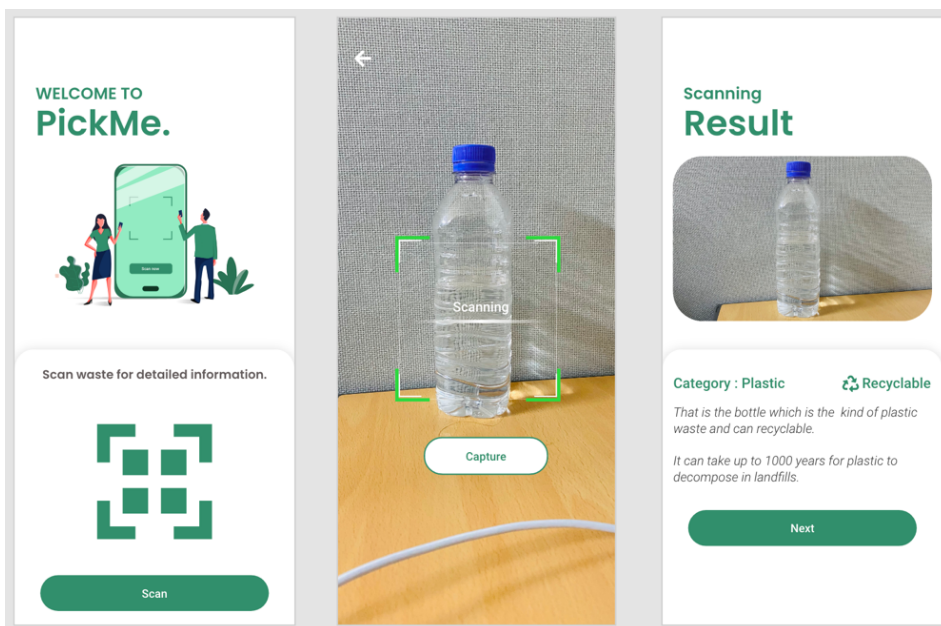 WELCOME TO
PickMe.
Scan now
Scan waste for detailed information.
Scan
Scanning
Capture
Scanning
Result
Category : Plastic
Recyclable
That is the bottle which is the kind of plastic
waste and can recyclable.
It can take up to 1000 years for plastic to
decompose in landfills.
Next